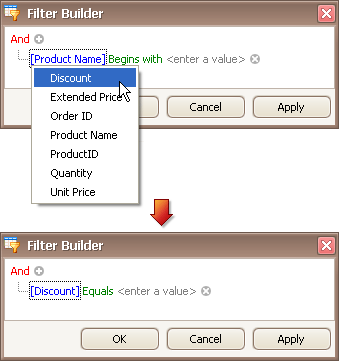 Filter Builder
And
[Product Name] Begins with <enter a value>
Discount
Extended Price
Order ID
Product Name
ProductID
Quantity
Unit Price
Cancel
Apply
Filter Builder
And
[Discount] Equals <enter a value>
OK
Cancel
Apply